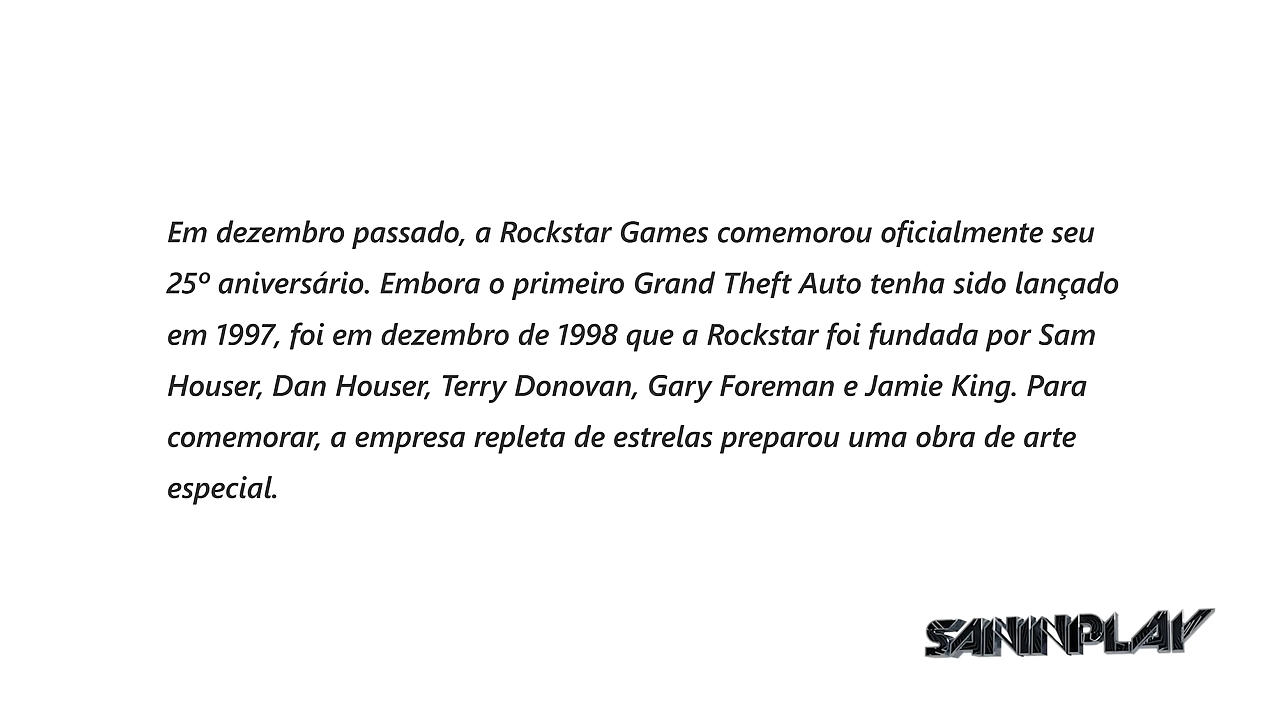 Em dezembro passado, a Rockstar Games comemorou oficialmente seu
25º aniversário. Embora o primeiro Grand Theft Auto tenha sido lançado
em 1997, foi em dezembro de 1998 que a Rockstar foi fundada por Sam
Houser, Dan Houser, Terry Donovan, Gary Foreman e Jamie King. Para
comemorar, a empresa repleta de estrelas preparou uma obra de arte
especial.
SANINPLAY